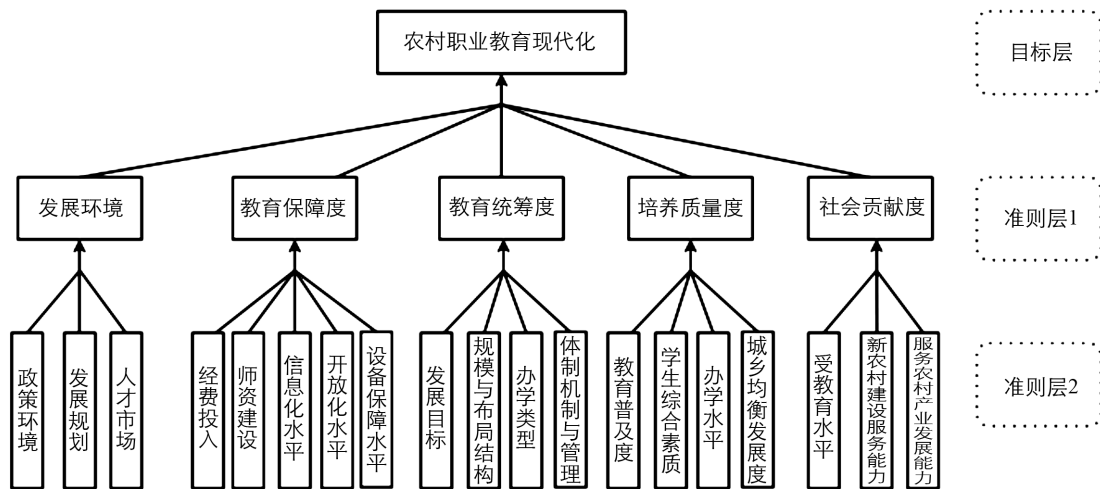 农村职业教育现代化
目标层
发展环境
教育保障度
教育统筹度
培养质量度
社会贡献度
准则层1
政策环境
发展规划
人才市场
经费投入
师资建设
信息化水平
开放化水平
设备保障水平
发展目标
规模与布局结构
办学类型
体制机制与管理
教育普及度
学生综合素质
办学水平
城乡均衡发展度
受教育水平
新农村建设服务能力
服务农村产业发展能力
准则层2